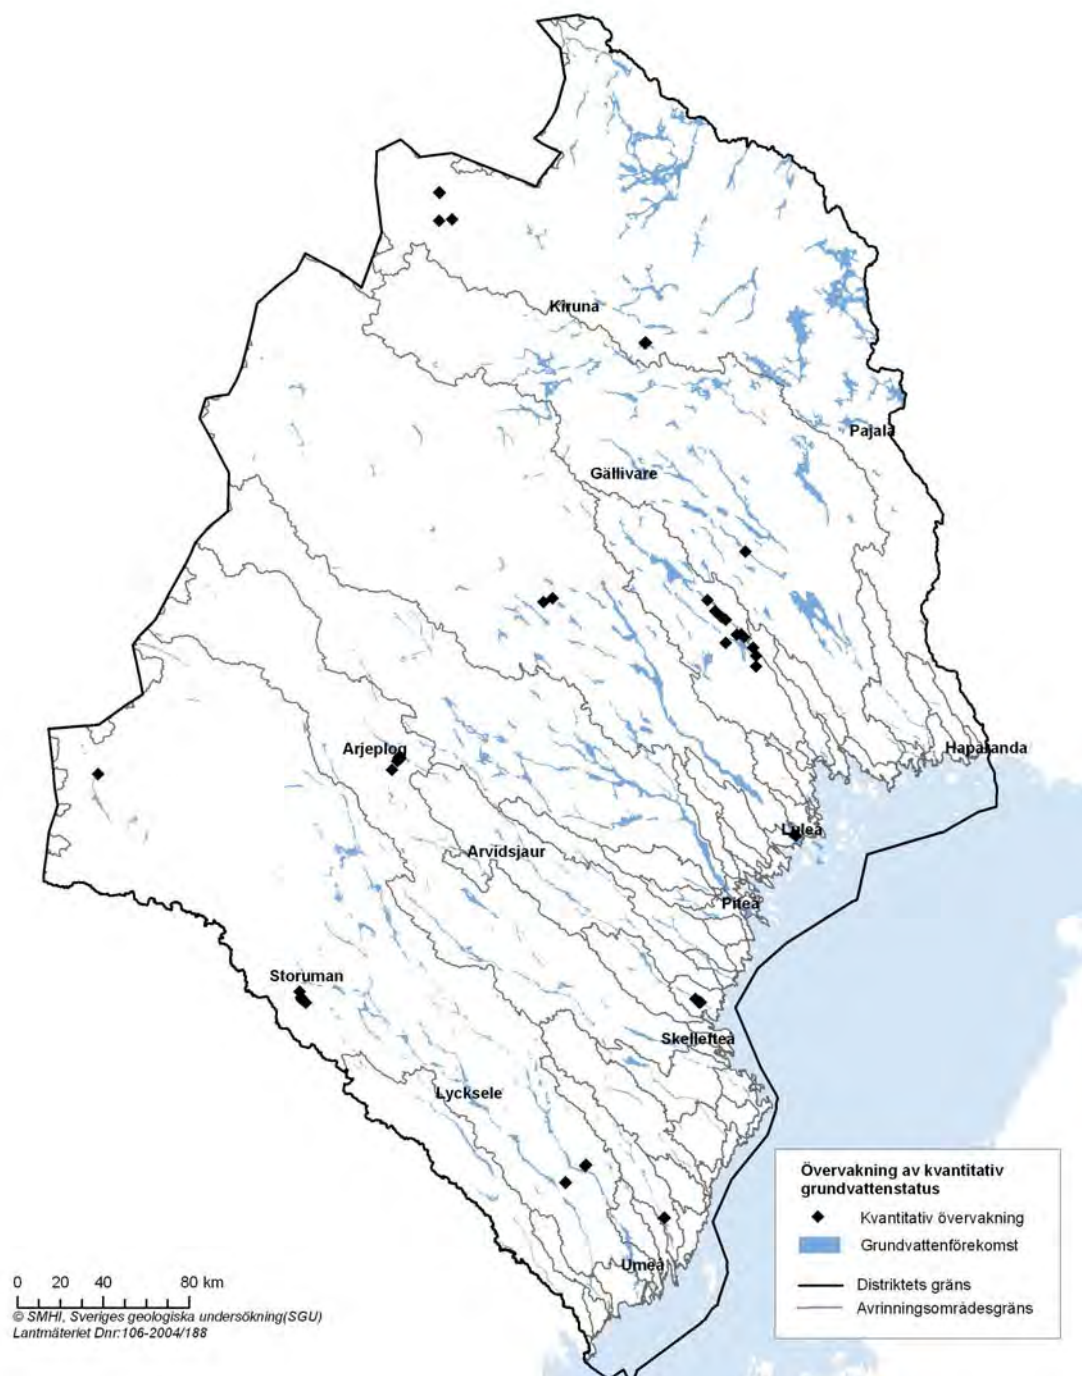 Kiruna
Pajala
Gällivare
Arjeplog
Haparanda
Luleå
Arvidsjaur
Piteå
Storuman
Skellefteå
Lycksele
Umeå
Övervakning av kvantitativ
grundvattenstatus
Kvantitativ övervakning
Grundvattenförekomst
Distriktets gräns
Avrinningsområdesgräns
0 20 40 80 km
© SMHI, Sveriges geologiska undersökning(SGU)
Lantmäteriet Dnr:106-2004/188